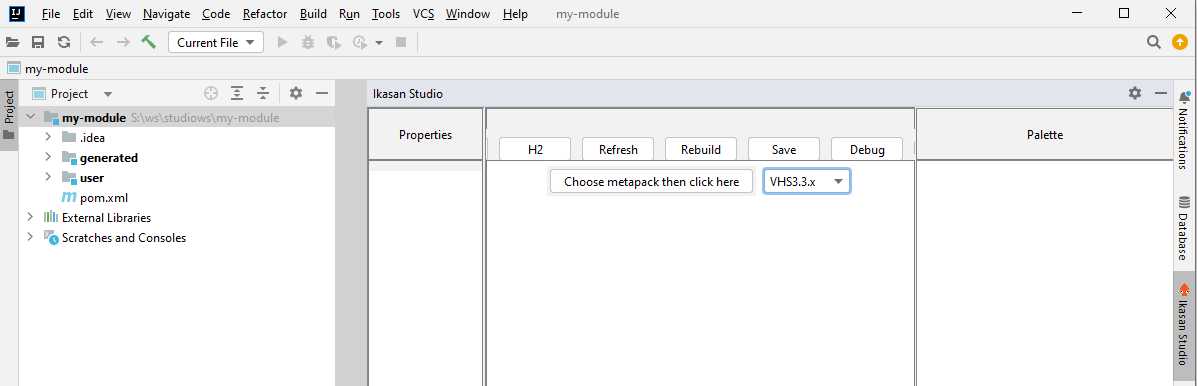 IJ File Edit View Navigate Code Refactor Build Run Tools VCS Window Help my-module
Current File
my-module
Project
Project
my-module S:\ws\studiows\my-module
.idea
generated
user
m pom.xml
External Libraries
Scratches and Consoles
Ikasan Studio
Properties
H2 Refresh Rebuild Save Debug
Choose metapack then click here VHS3.3.x
Palette
Notifications
Database
Ikasan Studio